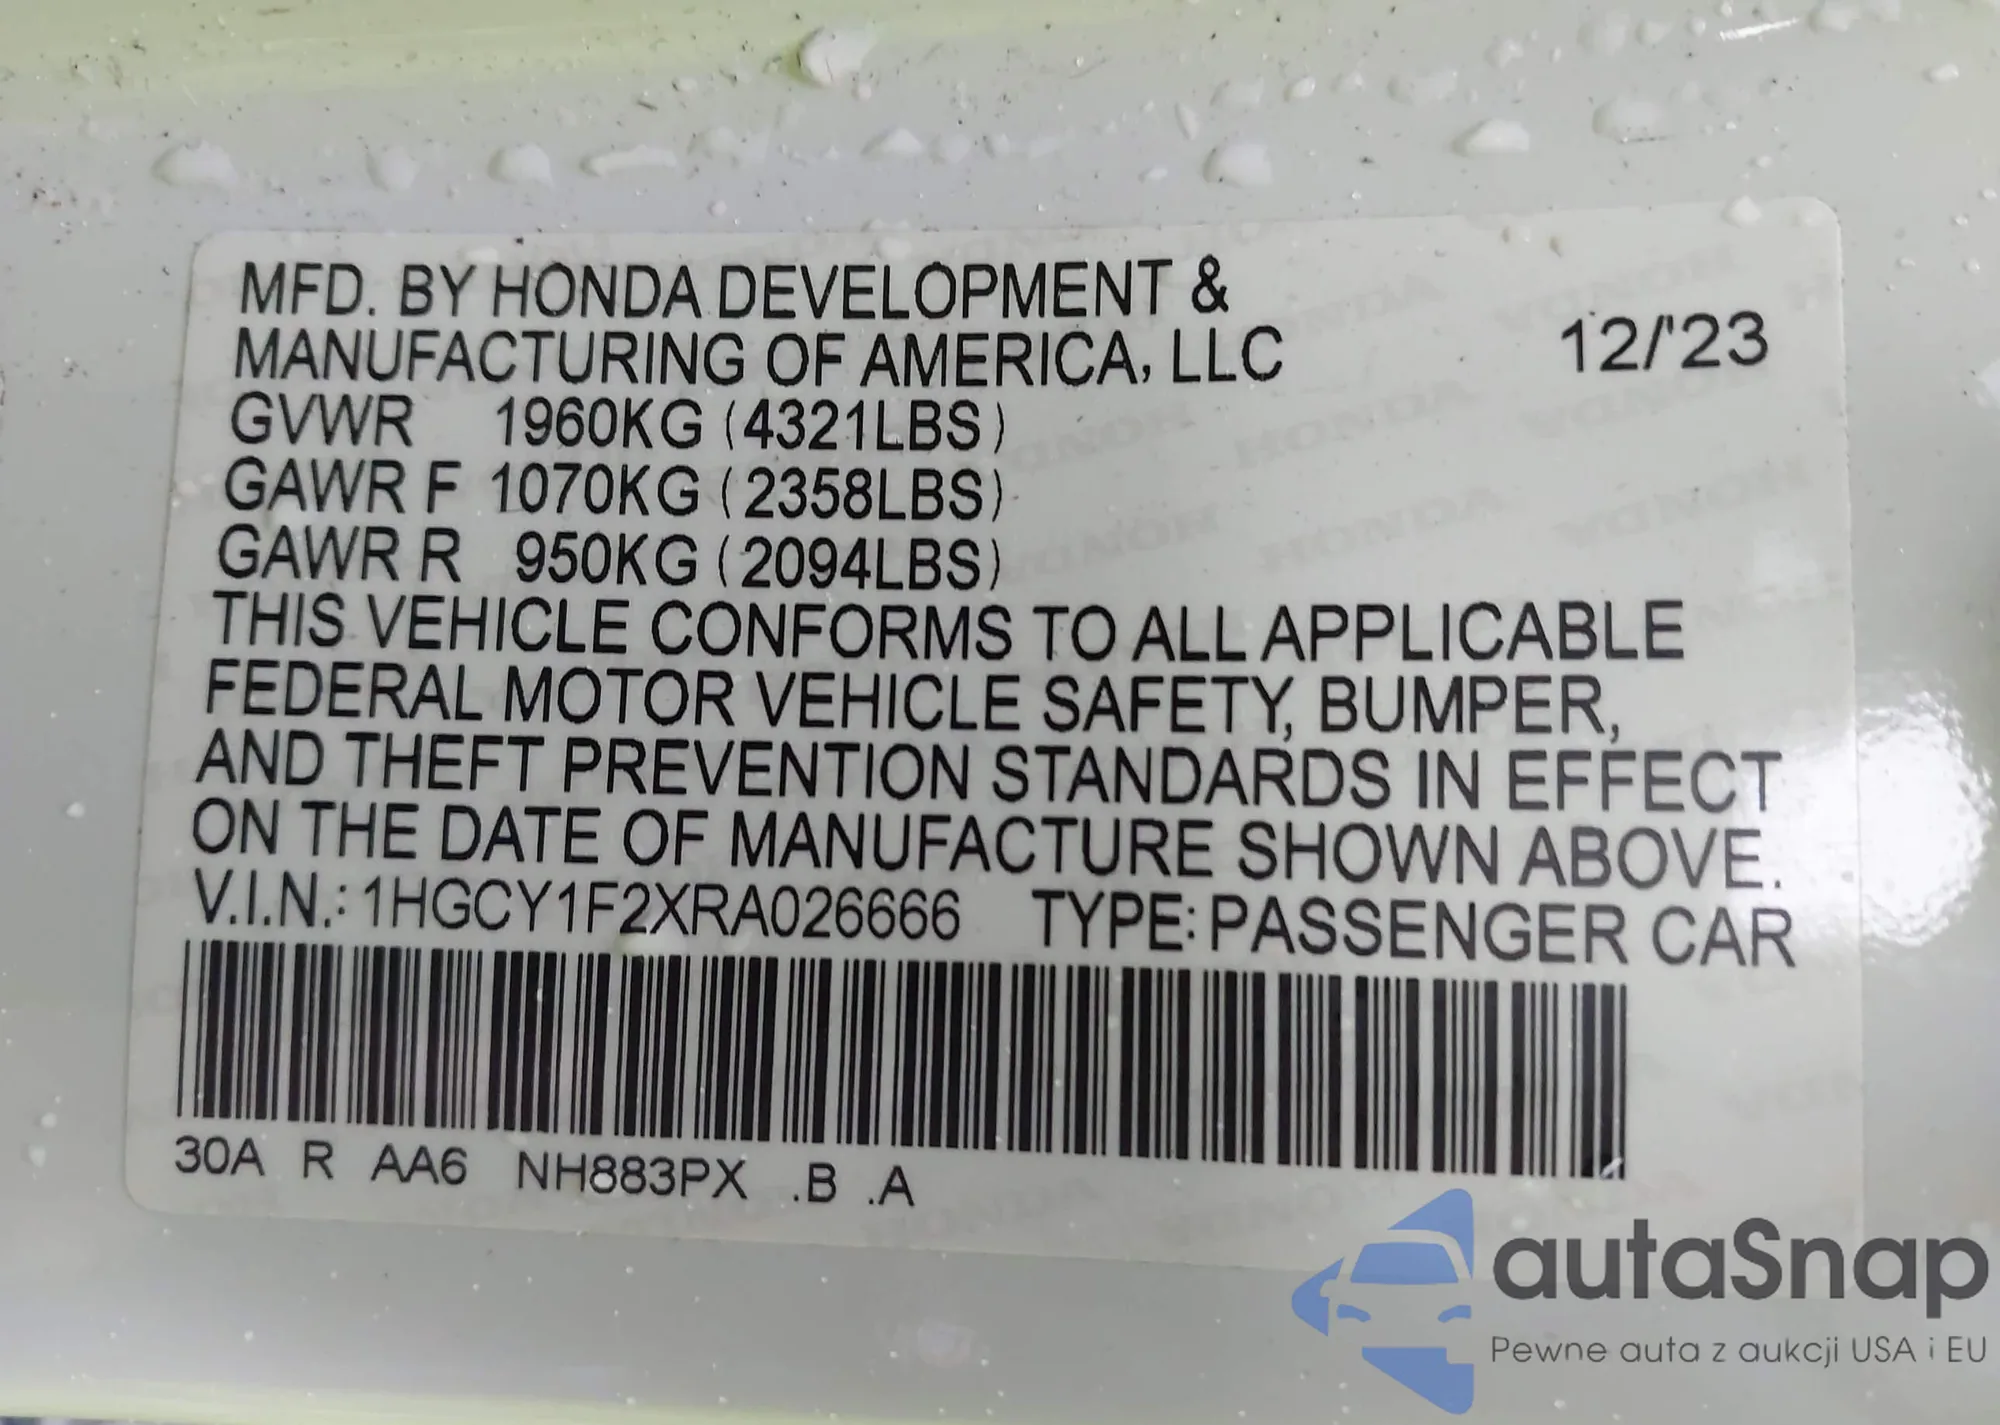 MFD. BY HONDA DEVELOPMENT &
MANUFACTURING OF AMERICA, LLC 12/'23
GVWR 1960KG (4321LBS)
GAWR F 1070KG (2358LBS)
GAWR R 950KG (2094LBS)
THIS VEHICLE CONFORMS TO ALL APPLICABLE
FEDERAL MOTOR VEHICLE SAFETY, BUMPER,
AND THEFT PREVENTION STANDARDS IN EFFECT
ON THE DATE OF MANUFACTURE SHOWN ABOVE.
V.I.N.: 1HGCY1F2XRA026666 TYPE: PASSENGER CAR
30A R AA6 NH883PX .B .A
autaSnap
Pewne auta z aukcji USA i EU